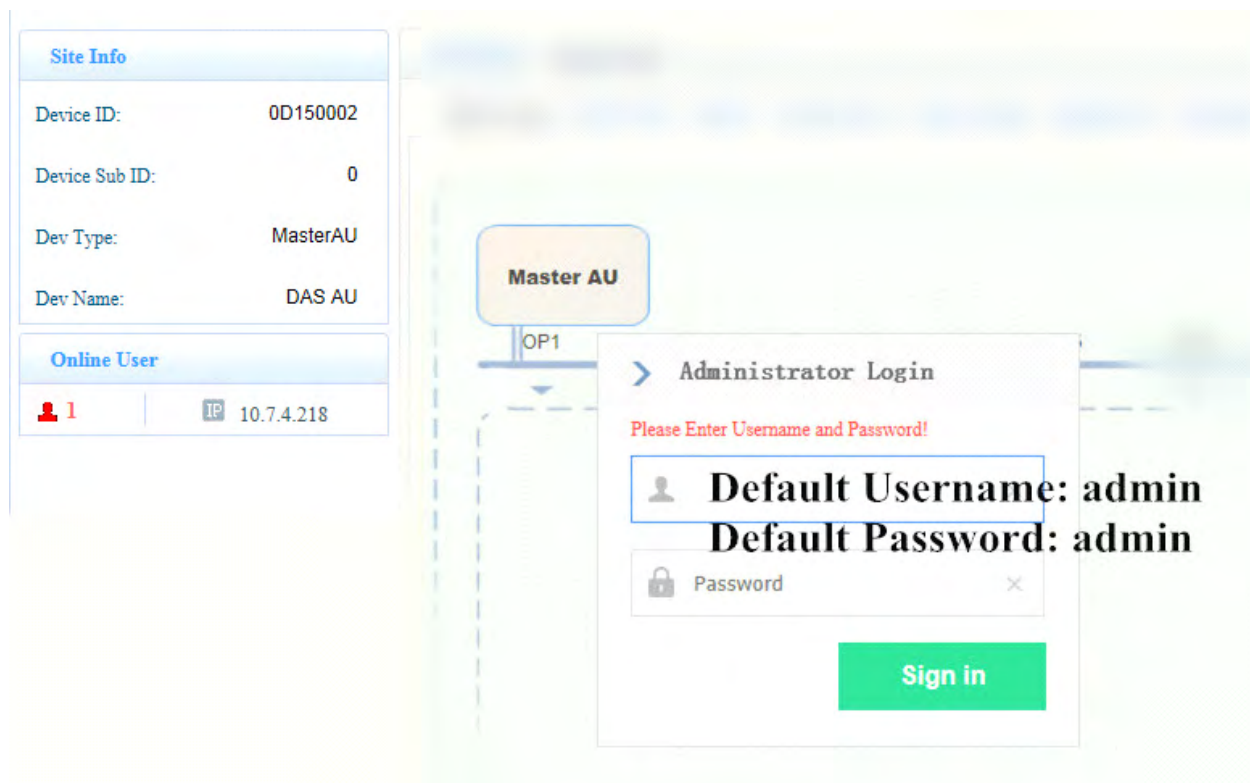 Site Info
Device ID: 0D150002
Device Sub ID: 0
Dev Type: MasterAU
Dev Name: DAS AU
Online User
1 IP 10.7.4.218
Master AU
OP1
Administrator Login
Please Enter Username and Password!
Default Username: admin
Default Password: admin
Password
Sign in